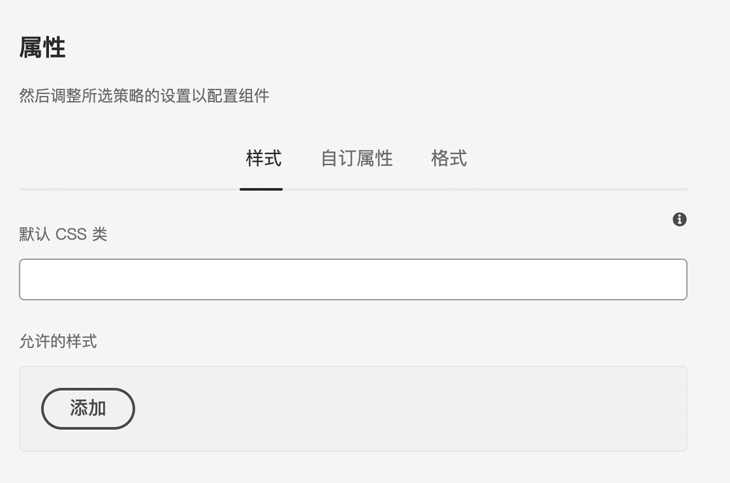 属性
然后调整所选策略的设置以配置组件
样式 自订属性 格式
默认 CSS 类
允许的样式
添加